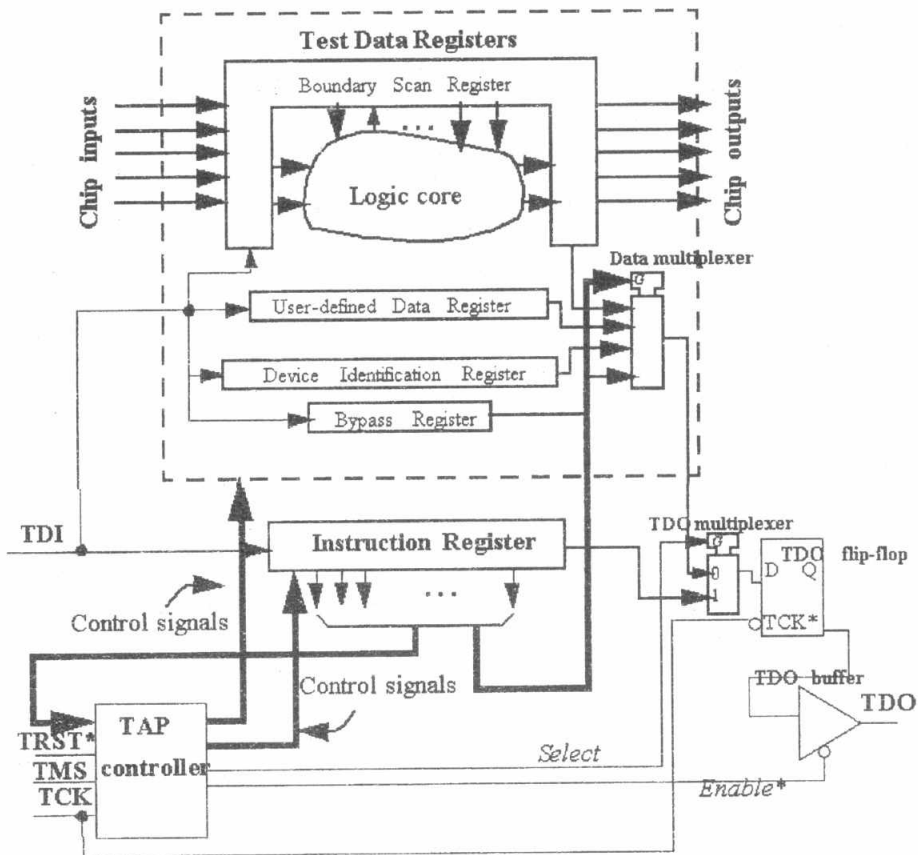 Test Data Registers
Boundary Scan Register
Chip inputs
Chip outputs
Logic core
Data multiplexer
G
User-defined Data Register
Device Identification Register
Bypass Register
TDI
Instruction Register
TDO multiplexer
G
0
1
TDO
flip-flop
D Q
TCK*
Control signals
Control signals
TDO buffer
TDO
TAP
controller
TRST*
TMS
TCK
Select
Enable*